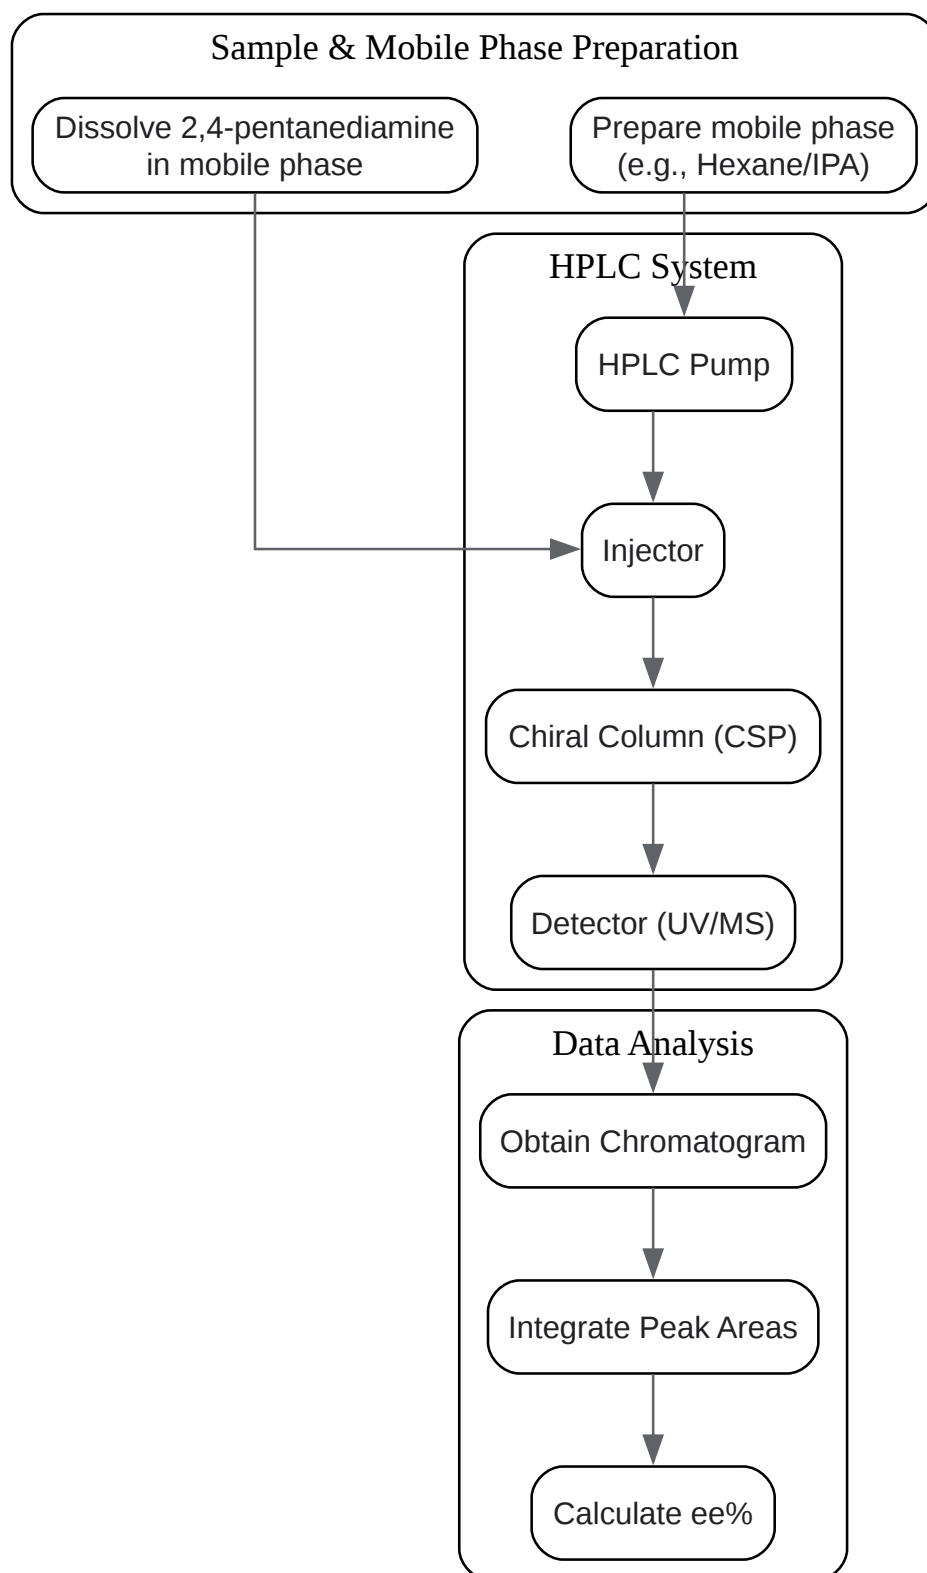 Sample & Mobile Phase Preparation
Dissolve 2,4-pentanediamine
in mobile phase
Prepare mobile phase
(e.g., Hexane/IPA)
HPLC System
HPLC Pump
Injector
Chiral Column (CSP)
Detector (UV/MS)
Data Analysis
Obtain Chromatogram
Integrate Peak Areas
Calculate ee%